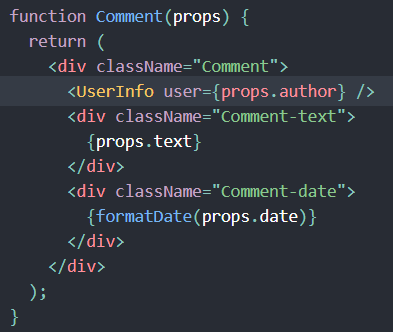 function Comment(props) {
  return (
    <div className="Comment">
      <UserInfo user={props.author} />
      <div className="Comment-text">
        {props.text}
      </div>
      <div className="Comment-date">
        {formatDate(props.date)}
      </div>
    </div>
  );
}